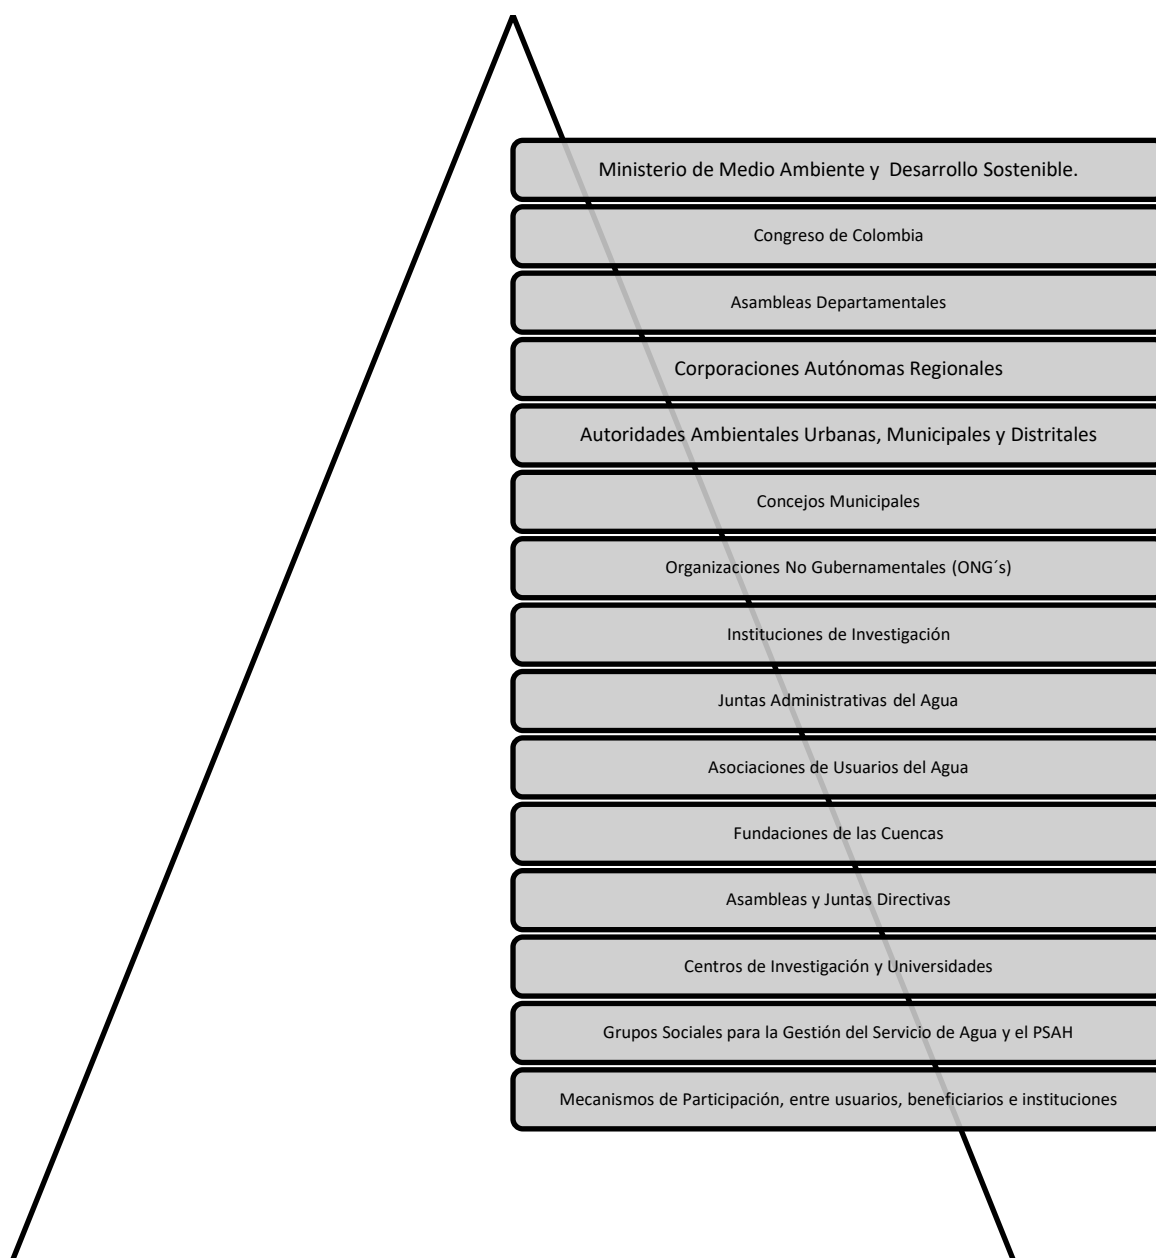 Ministerio de Medio Ambiente y  Desarrollo Sostenible.
Congreso de Colombia
Asambleas Departamentales
Corporaciones Autónomas Regionales
Autoridades Ambientales Urbanas, Municipales y Distritales
Concejos Municipales
Organizaciones No Gubernamentales (ONG´s)
Instituciones de Investigación
Juntas Administrativas del Agua
Asociaciones de Usuarios del Agua
Fundaciones de las Cuencas
Asambleas y Juntas Directivas
Centros de Investigación y Universidades
Grupos Sociales para la Gestión del Servicio de Agua y el PSAH
Mecanismos de Participación, entre usuarios, beneficiarios e instituciones